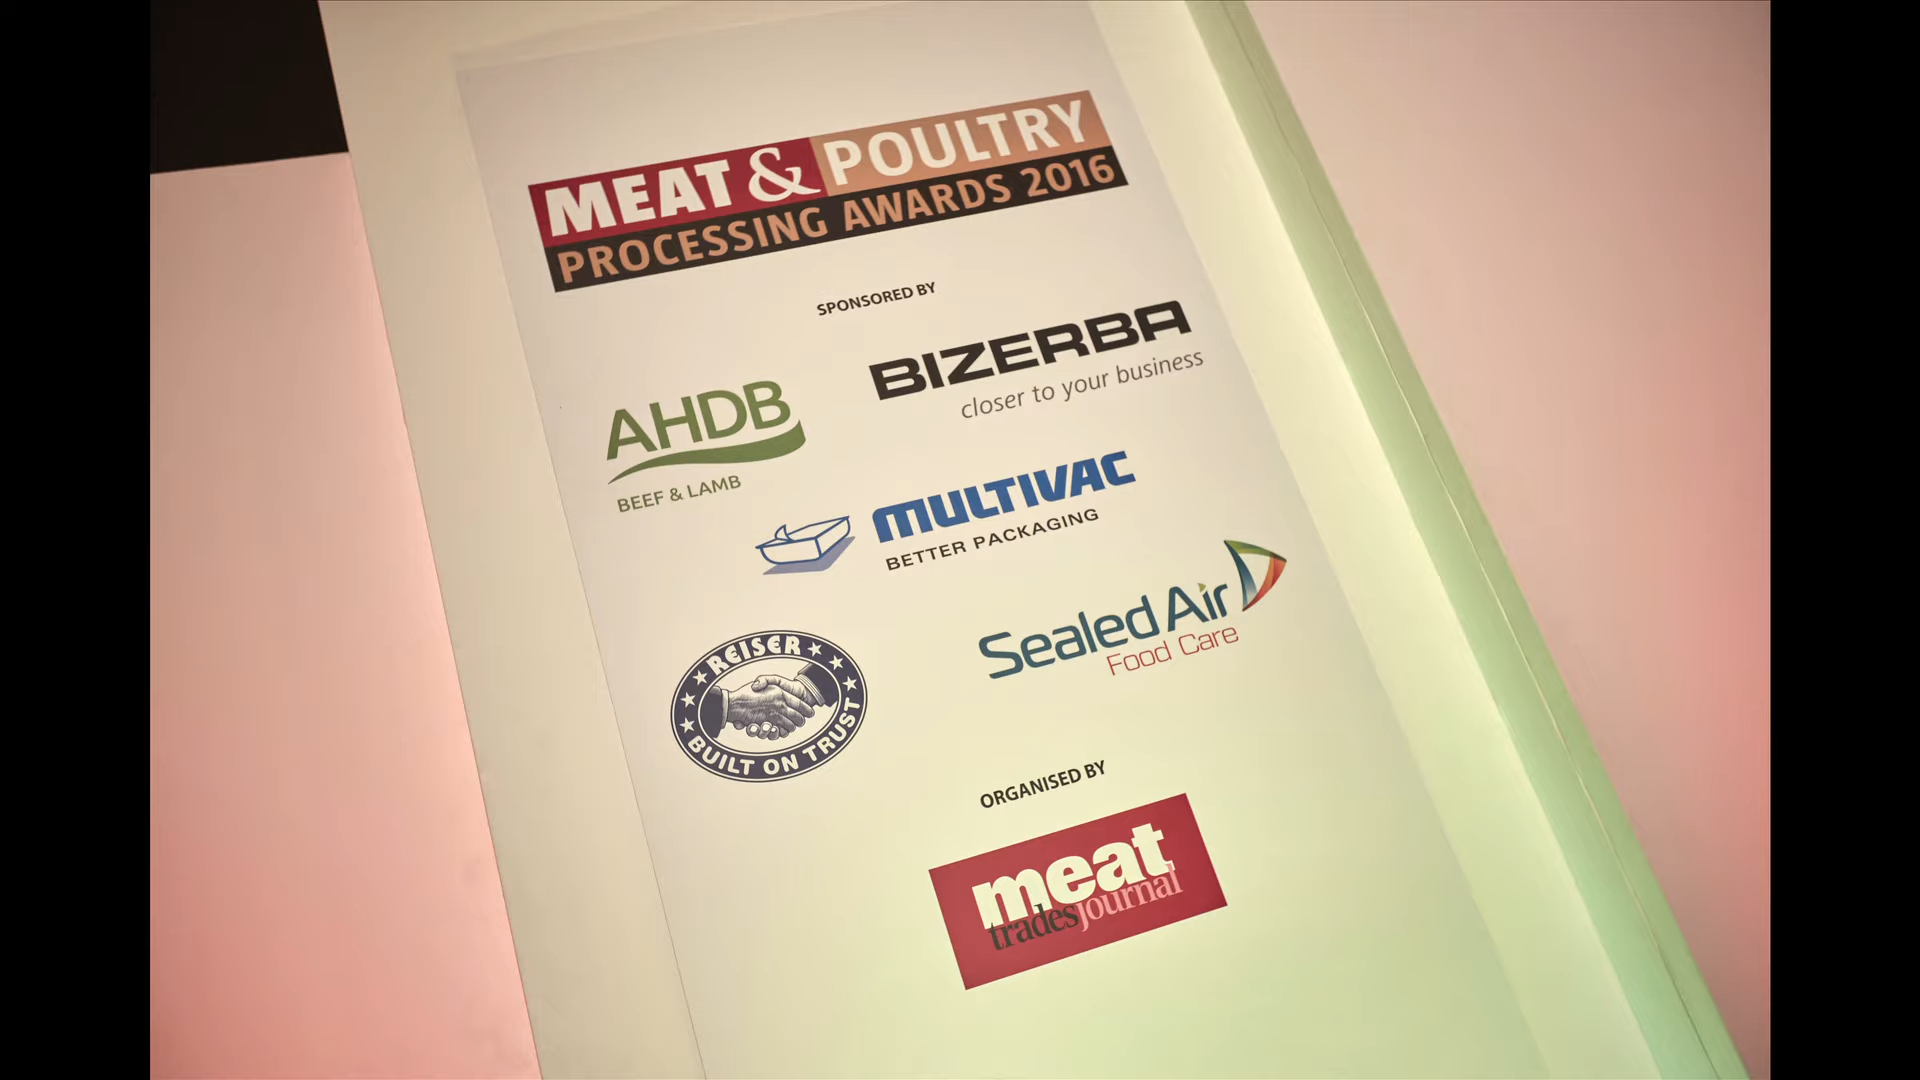 MEAT & POULTRY
PROCESSING AWARDS 2016
SPONSORED BY
AHDB
BEEF & LAMB
BIZERBA
closer to your business
MULTIVAC
BETTER PACKAGING
REISER
BUILT ON TRUST
Sealed Air
Food Care
ORGANISED BY
meat
tradesjournal